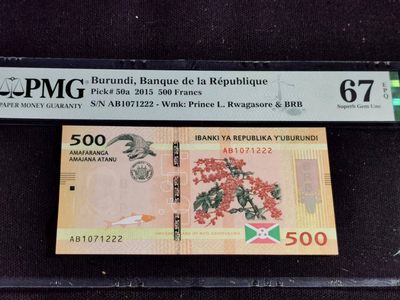 PMG
PAPER MONEY GUARANTY
Burundi, Banque de la République
Pick# 50a 2015 500 Francs
S/N AB1071222 - Wmk: Prince L. Rwagasore & BRB
67
EPQ
Superb Gem Unc
500
AMAFARANGA
AMAJANA ATANU
IBANKI YA REPUBLIKA Y'UBURUNDI
AB1071222
AB1071222
500